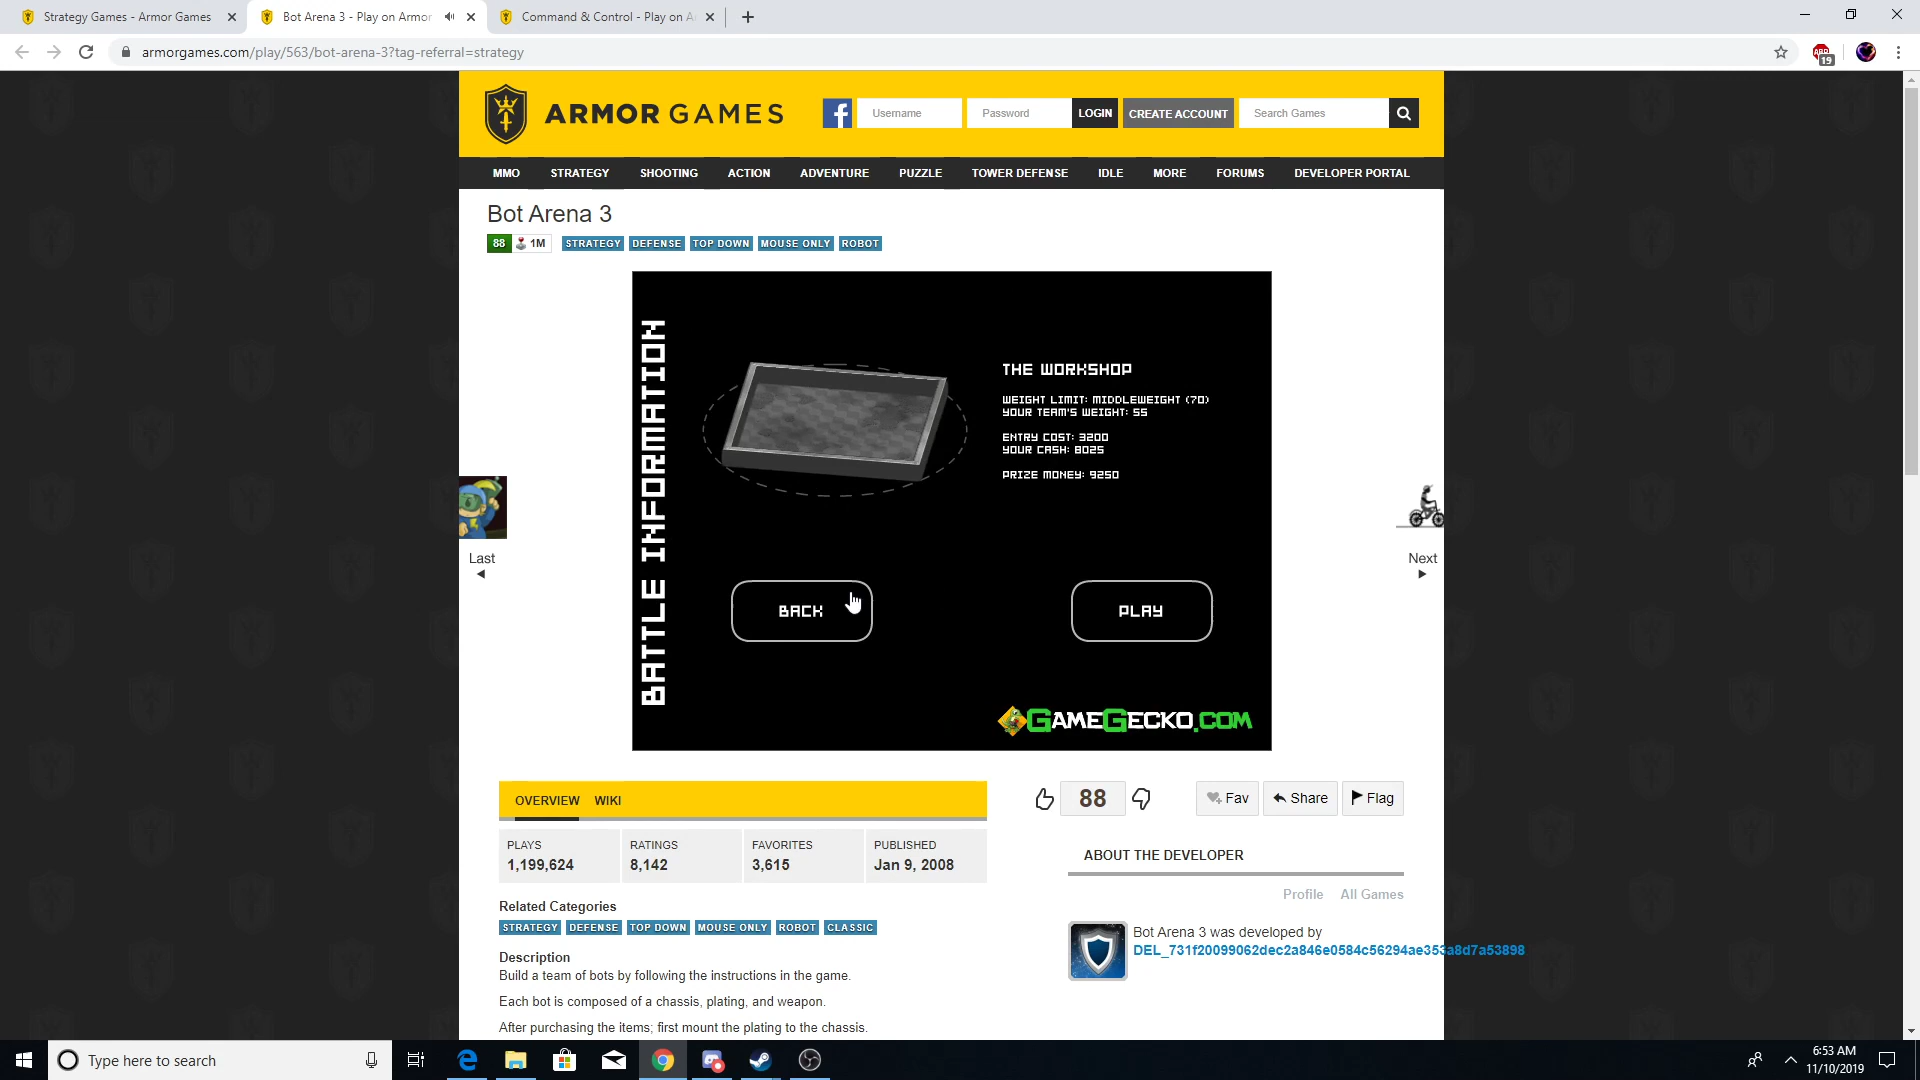 Strategy Games - Armor Games
Bot Arena 3 - Play on Armor
Command & Control - Play on A
armorgames.com/play/563/bot-arena-3?tag-referral=strategy
19
ARMOR GAMES
Username
Password
LOGIN
CREATE ACCOUNT
Search Games
MMO STRATEGY SHOOTING ACTION ADVENTURE PUZZLE TOWER DEFENSE IDLE MORE FORUMS DEVELOPER PORTAL
Bot Arena 3
88 1M STRATEGY DEFENSE TOP DOWN MOUSE ONLY ROBOT
BATTLE INFORMATION
THE WORKSHOP
WEIGHT LIMIT: MIDDLEWEIGHT (70)
YOUR TEAM'S WEIGHT: 55
ENTRY COST: 3200
YOUR CASH: 8025
PRIZE MONEY: 9250
Last
Next
BACK
PLAY
GAMEGECKO.COM
OVERVIEW WIKI
88
Fav
Share
Flag
PLAYS
1,199,624
RATINGS
8,142
FAVORITES
3,615
PUBLISHED
Jan 9, 2008
ABOUT THE DEVELOPER
Profile All Games
Related Categories
STRATEGY DEFENSE TOP DOWN MOUSE ONLY ROBOT CLASSIC
Bot Arena 3 was developed by
DEL_731f20099062dec2a846e0584c56294ae353a8d7a53898
Description
Build a team of bots by following the instructions in the game.
Each bot is composed of a chassis, plating, and weapon.
After purchasing the items; first mount the plating to the chassis.
Type here to search
6:53 AM
11/10/2019